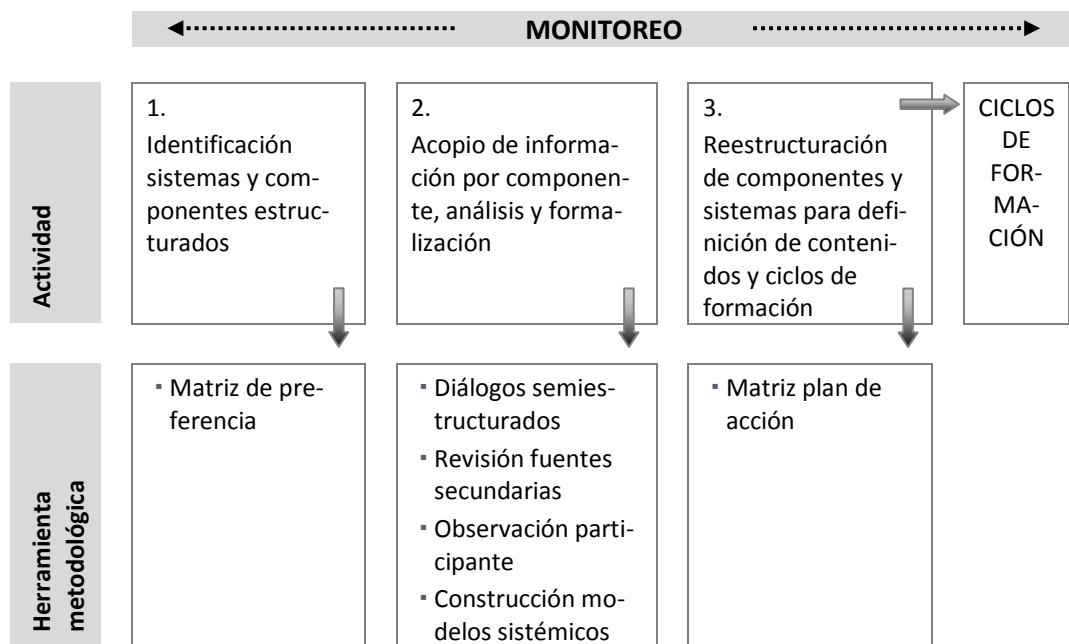 MONITOREO
Actividad
1.
Identificación
sistemas y com-
ponentes estruc-
turados
2.
Acopio de informa-
ción por componen-
te, análisis y forma-
lización
3.
Reestructuración
de componentes y
sistemas para defi-
nición de conteni-
dos y ciclos de
formación
CICLOS
DE
FOR-
MA-
CIÓN
Herramienta
metodológica
▪ Matriz de pre-
ferencia
▪ Diálogos semies-
tructurados
▪ Revisión fuentes
secundarias
▪ Observación parti-
cipante
▪ Construcción mo-
delos sistémicos
▪ Matriz plan de
acción